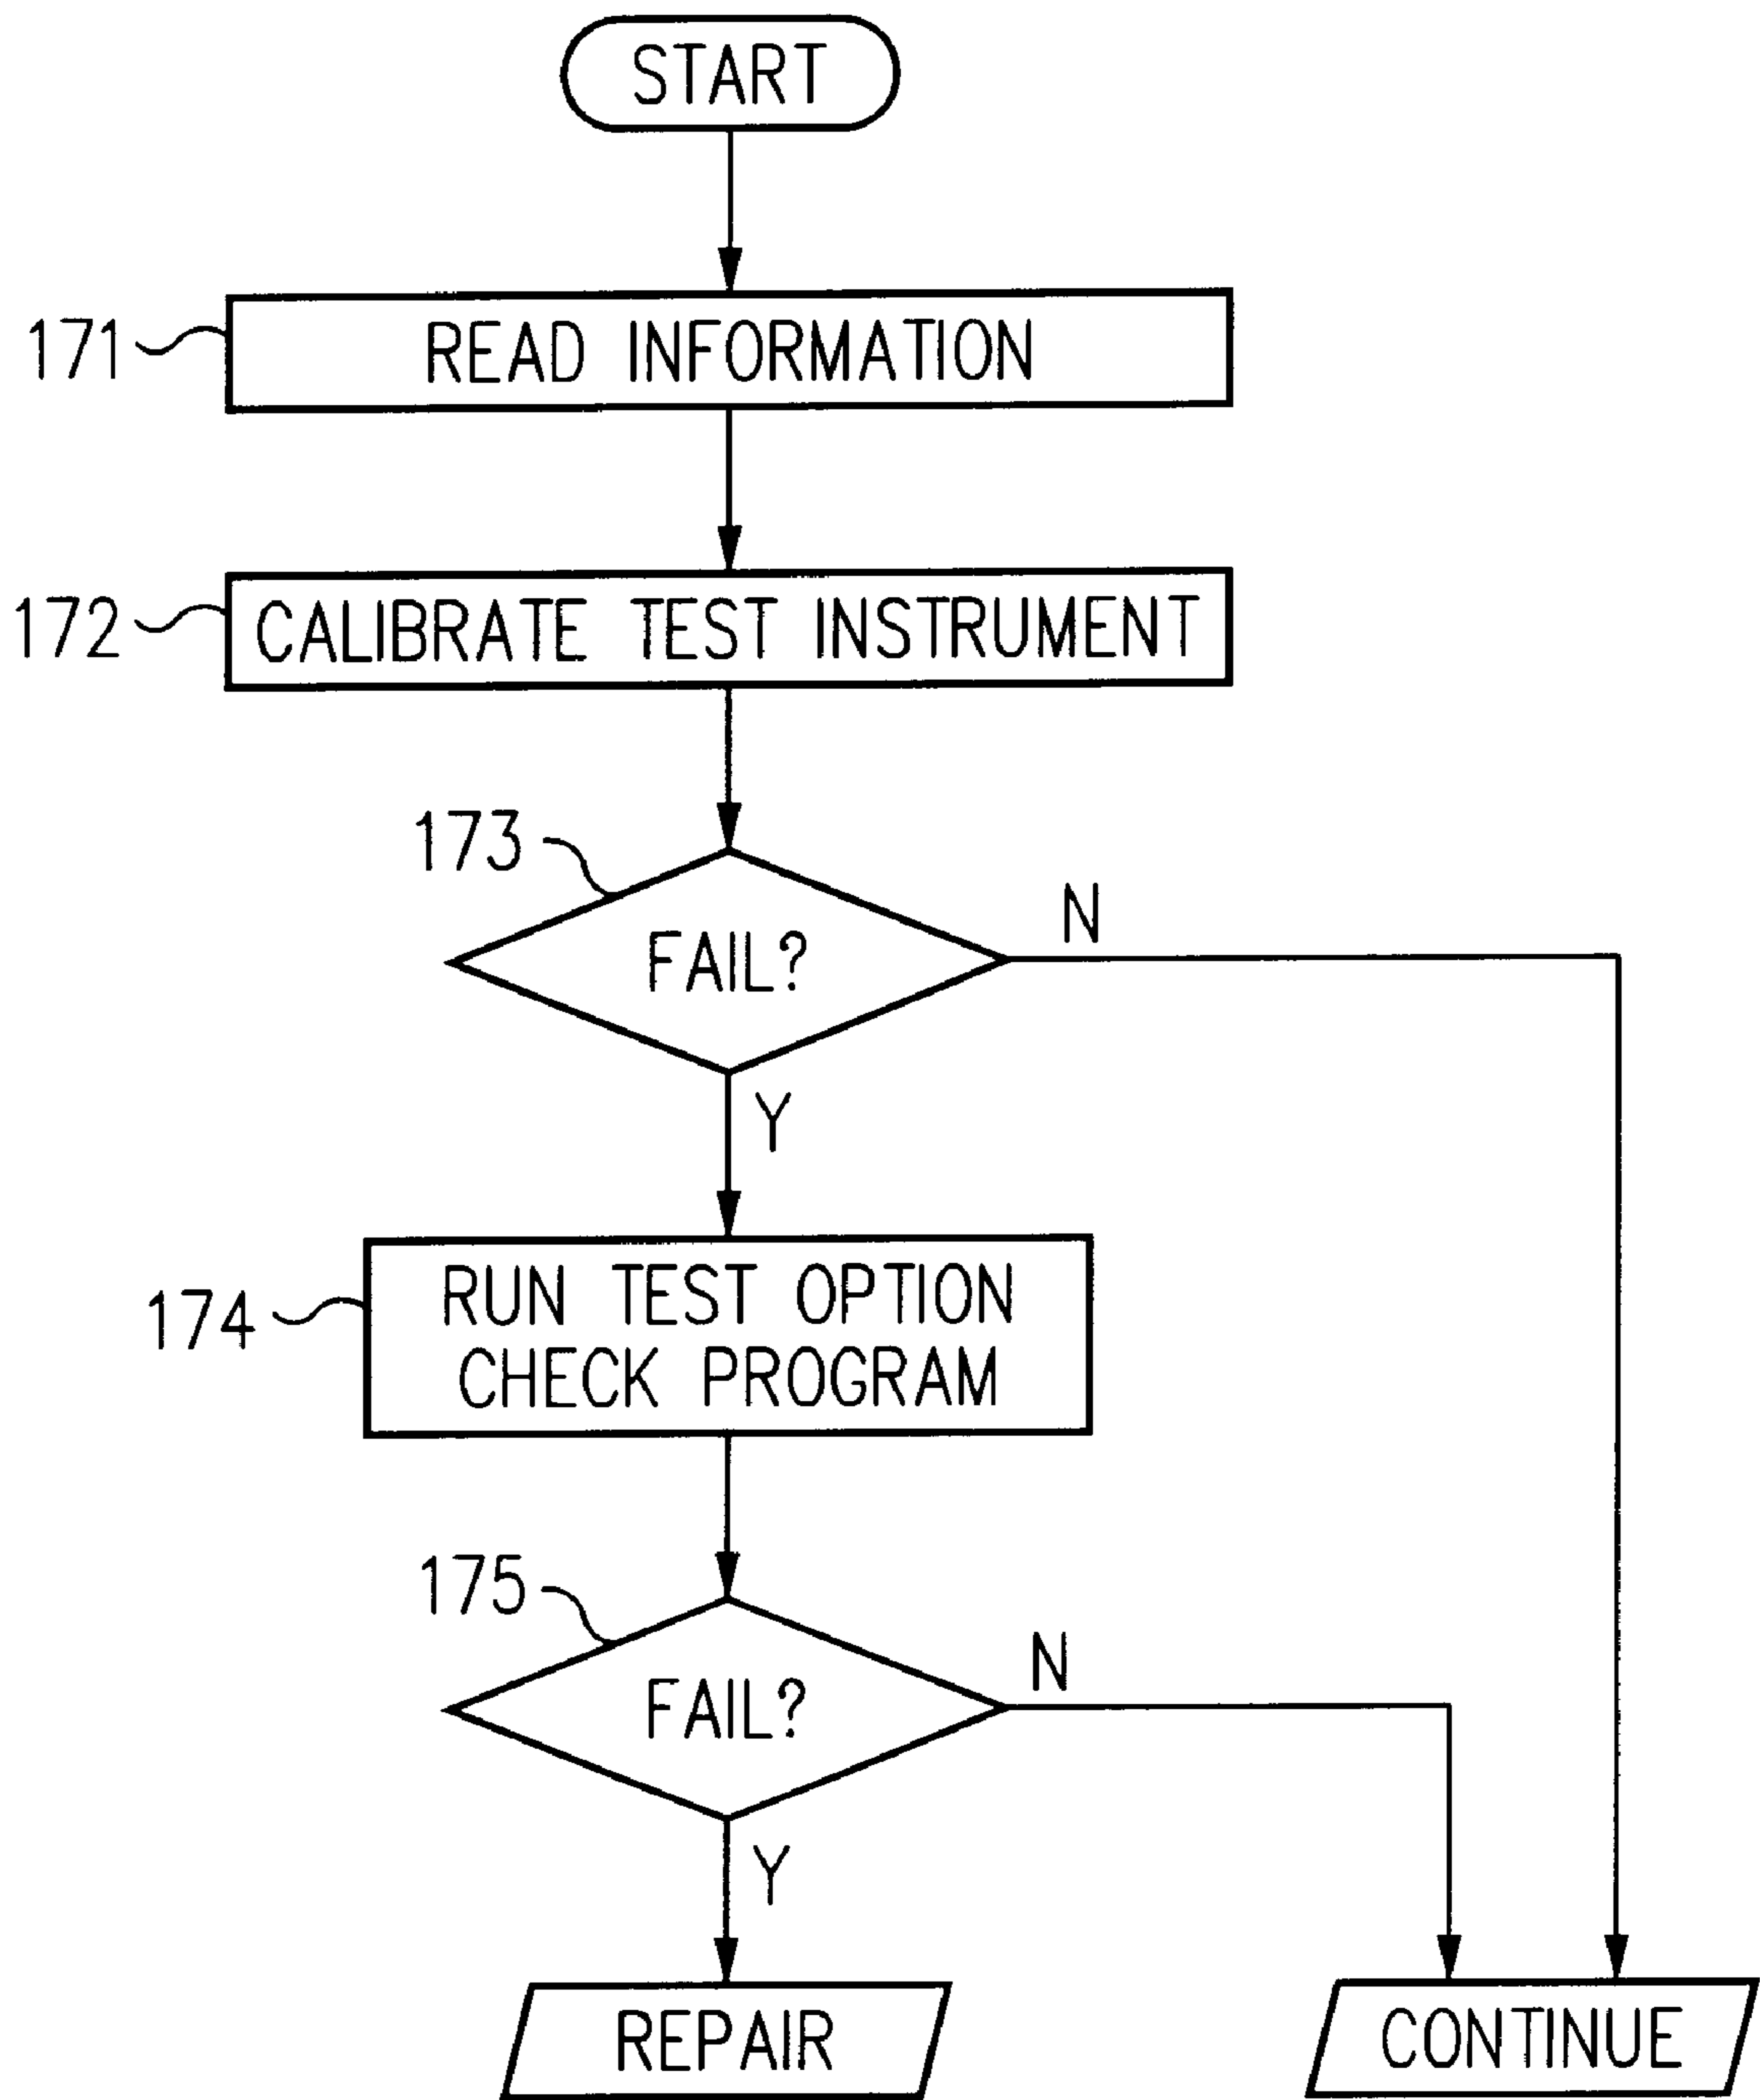 START
171
READ INFORMATION
172
CALIBRATE TEST INSTRUMENT
173
FAIL?
N
Y
174
RUN TEST OPTION
CHECK PROGRAM
175
FAIL?
N
Y
REPAIR
CONTINUE